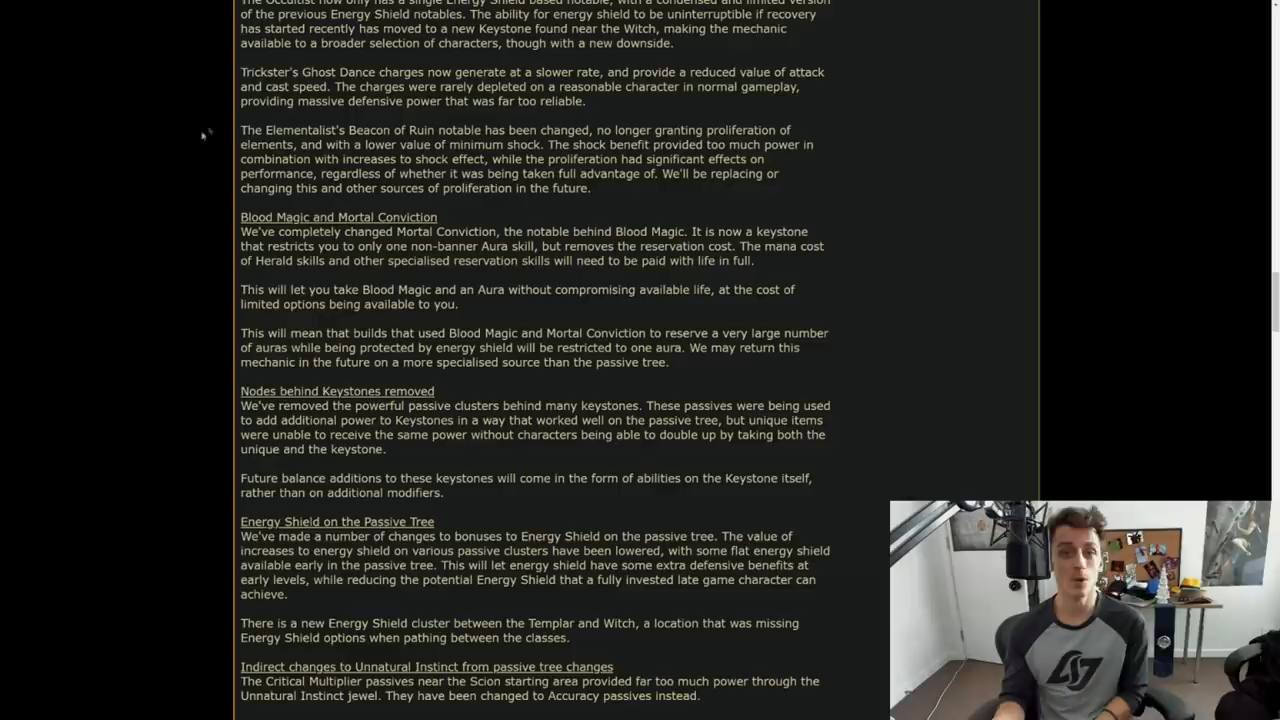 The Occultist now only has a single Energy Shield based notable, with a condensed and limited version
of the previous Energy Shield notables. The ability for energy shield to be uninterruptible if recovery
has started recently has moved to a new Keystone found near the Witch, making the mechanic
available to a broader selection of characters, though with a new downside.
Trickster's Ghost Dance charges now generate at a slower rate, and provide a reduced value of attack
and cast speed. The charges were rarely depleted on a reasonable character in normal gameplay,
providing massive defensive power that was far too reliable.
The Elementalist's Beacon of Ruin notable has been changed, no longer granting proliferation of
elements, and with a lower value of minimum shock. The shock benefit provided too much power in
combination with increases to shock effect, while the proliferation had significant effects on
performance, regardless of whether it was being taken full advantage of. We'll be replacing or
changing this and other sources of proliferation in the future.
Blood Magic and Mortal Conviction
We've completely changed Mortal Conviction, the notable behind Blood Magic. It is now a keystone
that restricts you to only one non-banner Aura skill, but removes the reservation cost. The mana cost
of Herald skills and other specialised reservation skills will need to be paid with life in full.
This will let you take Blood Magic and an Aura without compromising available life, at the cost of
limited options being available to you.
This will mean that builds that used Blood Magic and Mortal Conviction to reserve a very large number
of auras while being protected by energy shield will be restricted to one aura. We may return this
mechanic in the future on a more specialised source than the passive tree.
Nodes behind Keystones removed
We've removed the powerful passive clusters behind many keystones. These passives were being used
to add additional power to Keystones in a way that worked well on the passive tree, but unique items
were unable to receive the same power without characters being able to double up by taking both the
unique and the keystone.
Future balance additions to these keystones will come in the form of abilities on the Keystone itself,
rather than on additional modifiers.
Energy Shield on the Passive Tree
We've made a number of changes to bonuses to Energy Shield on the passive tree. The value of
increases to energy shield on various passive clusters have been lowered, with some flat energy shield
available early in the passive tree. This will let energy shield have some extra defensive benefits at
early levels, while reducing the potential Energy Shield that a fully invested late game character can
achieve.
There is a new Energy Shield cluster between the Templar and Witch, a location that was missing
Energy Shield options when pathing between the classes.
Indirect changes to Unnatural Instinct from passive tree changes
The Critical Multiplier passives near the Scion starting area provided far too much power through the
Unnatural Instinct jewel. They have been changed to Accuracy passives instead.